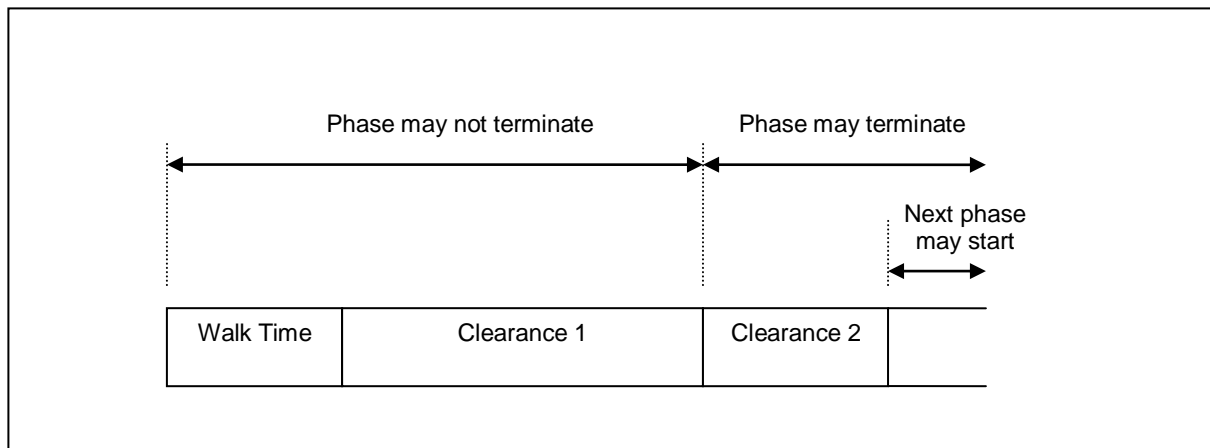 Phase may not terminate
Phase may terminate
Next phase
may start
Walk Time
Clearance 1
Clearance 2